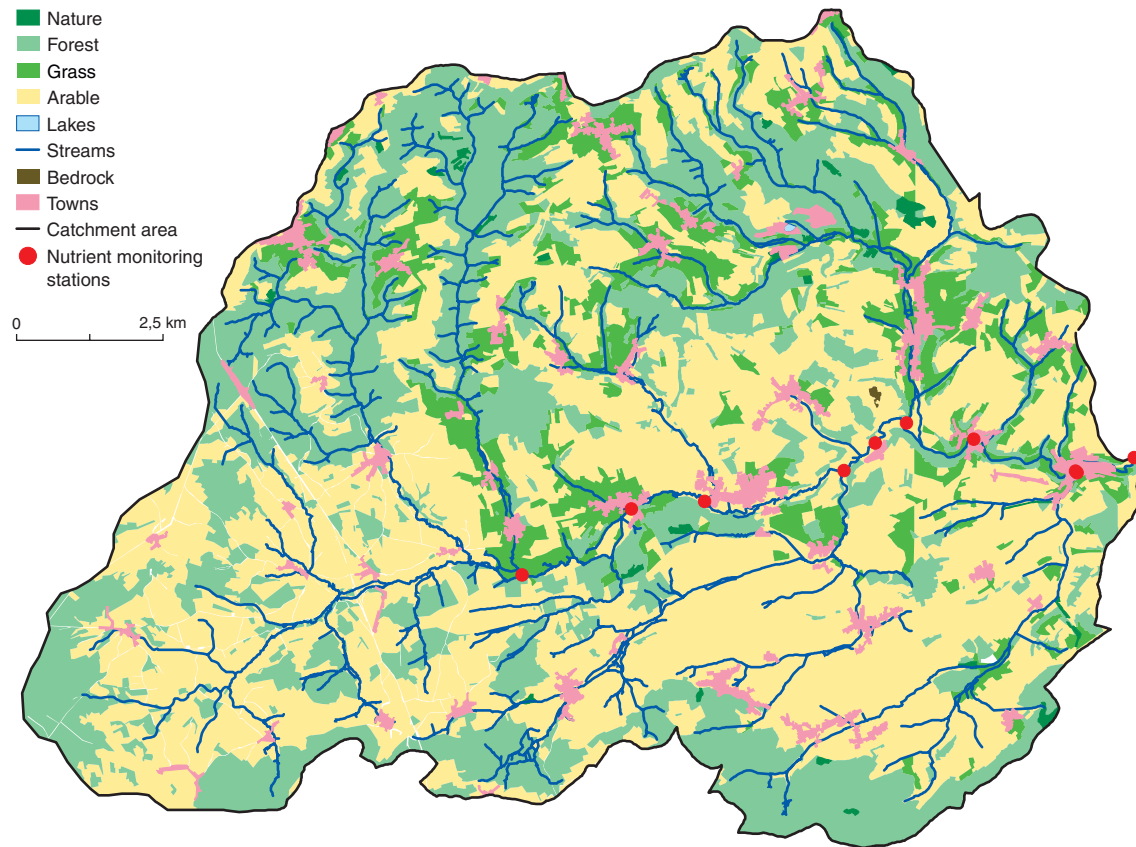 Nature
Forest
Grass
Arable
Lakes
Streams
Bedrock
Towns
Catchment area
Nutrient monitoring
stations
0 2,5 km